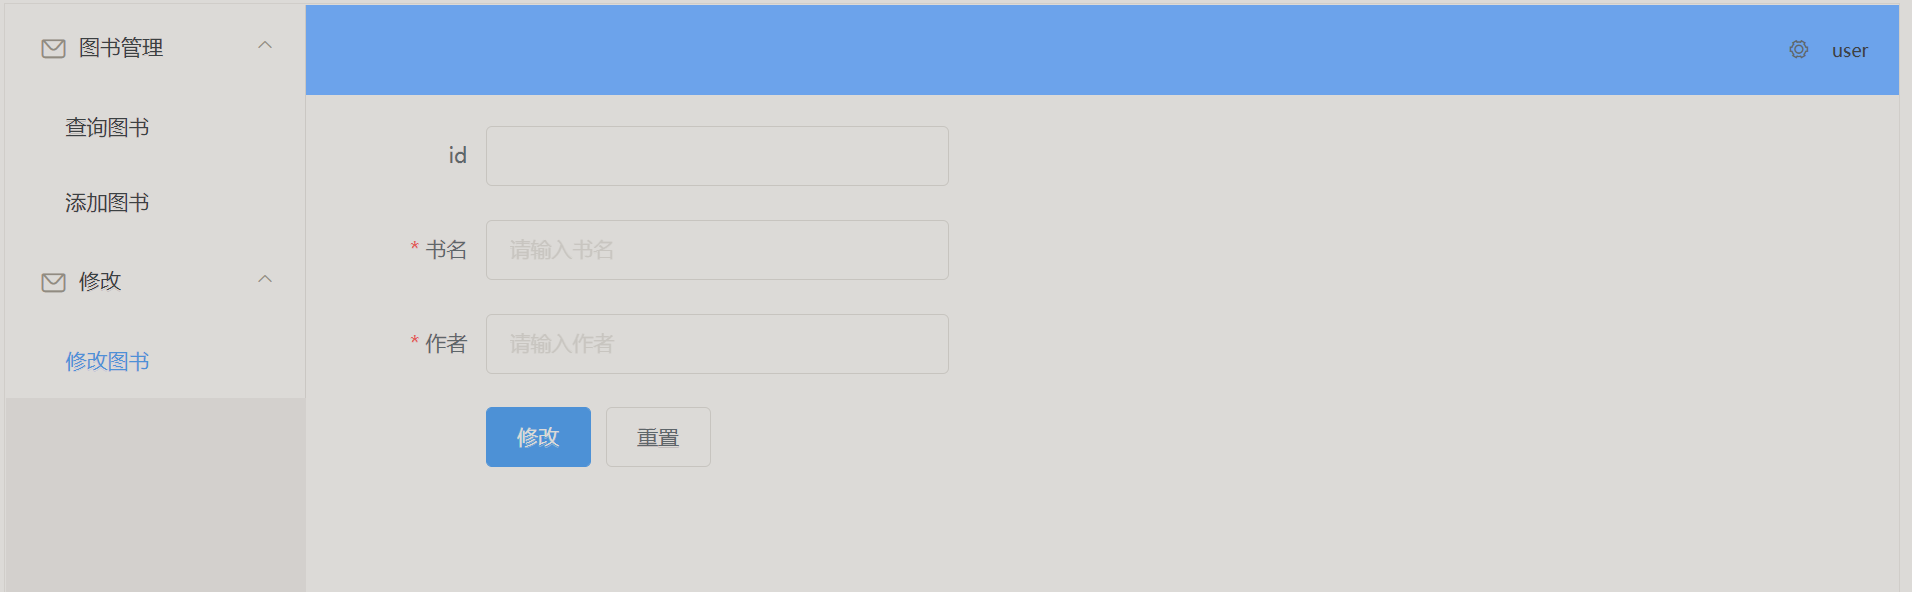 图书管理
查询图书
添加图书
修改
修改图书
user
id
* 书名 请输入书名
* 作者 请输入作者
修改 重置